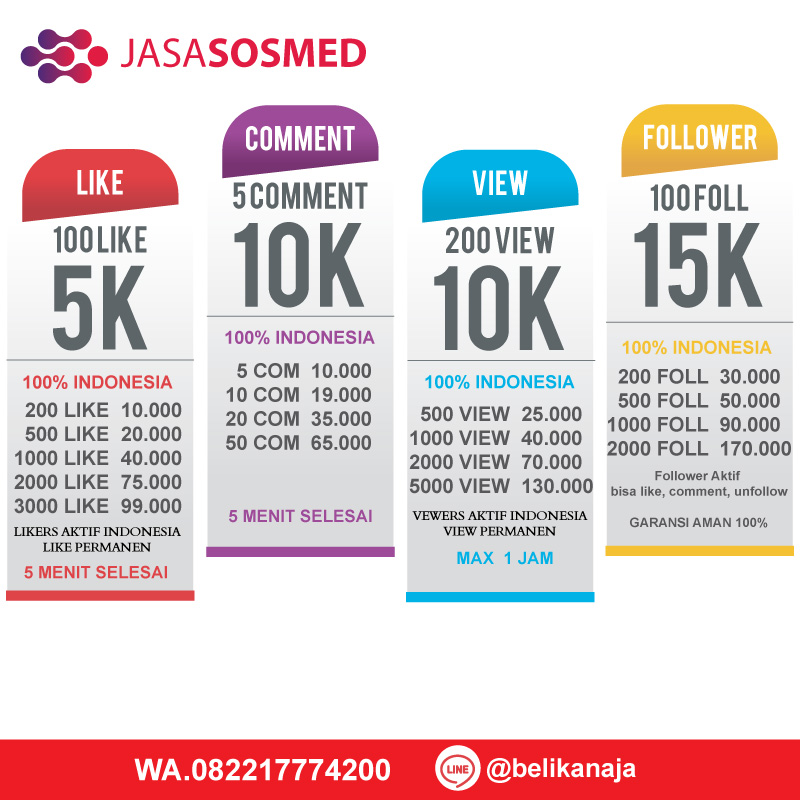 JASASOSMED
LIKE
100 LIKE
5K
100% INDONESIA
200 LIKE 10.000
500 LIKE 20.000
1000 LIKE 40.000
2000 LIKE 75.000
3000 LIKE 99.000
LIKERS AKTIF INDONESIA
LIKE PERMANEN
5 MENIT SELESAI
COMMENT
5 COMMENT
10K
100% INDONESIA
5 COM 10.000
10 COM 19.000
20 COM 35.000
50 COM 65.000
5 MENIT SELESAI
VIEW
200 VIEW
10K
100% INDONESIA
500 VIEW 25.000
1000 VIEW 40.000
2000 VIEW 70.000
5000 VIEW 130.000
VEWERS AKTIF INDONESIA
VIEW PERMANEN
MAX 1 JAM
FOLLOWER
100 FOLL
15K
100% INDONESIA
200 FOLL 30.000
500 FOLL 50.000
1000 FOLL 90.000
2000 FOLL 170.000
Follower Aktif
bisa like, comment, unfollow
GARANSI AMAN 100%
WA.082217774200 LINE @belikanaja